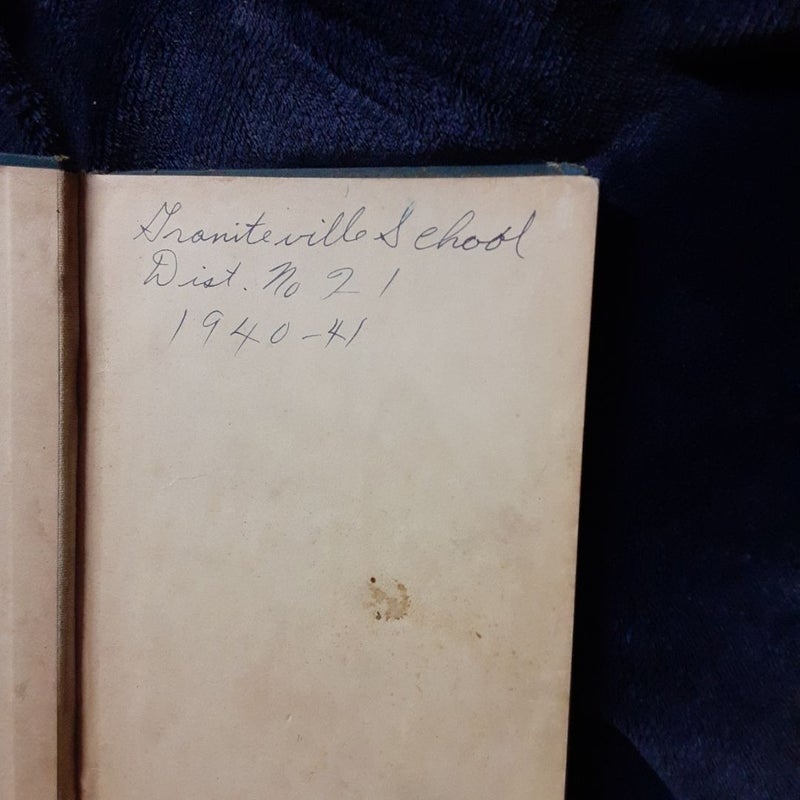 Graniteville School
Dist. No 21
1940-41